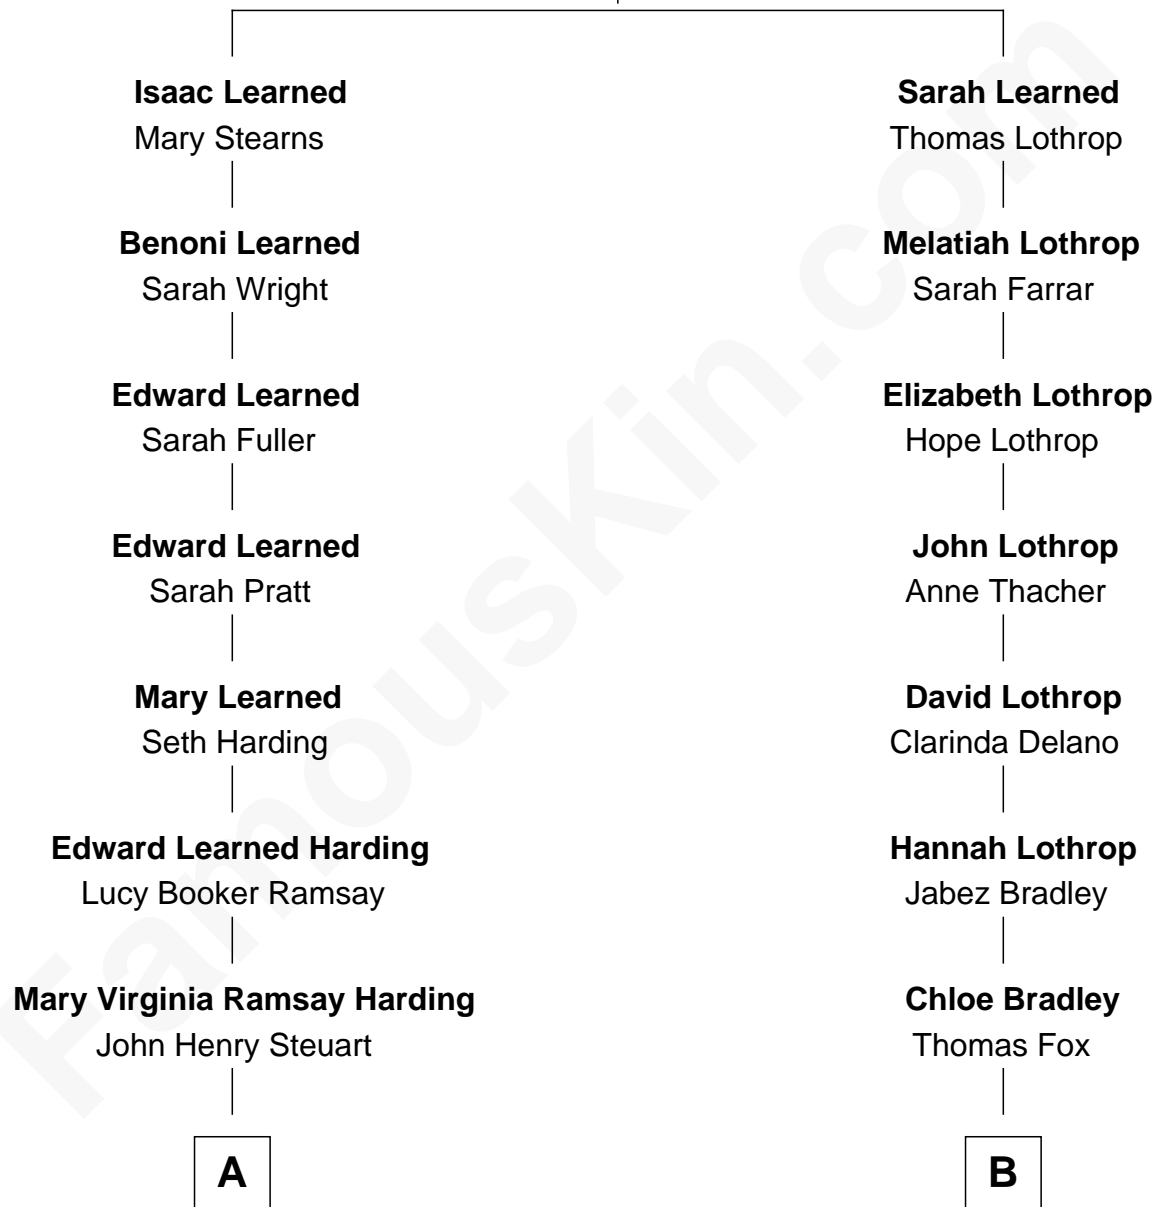 Isaac Learned
Mary Stearns
Benoni Learned
Sarah Wright
Edward Learned
Sarah Fuller
Edward Learned
Sarah Pratt
Mary Learned
Seth Harding
Edward Learned Harding
Lucy Booker Ramsay
Mary Virginia Ramsay Harding
John Henry Steuart
A
Sarah Learned
Thomas Lothrop
Melatiah Lothrop
Sarah Farrar
Elizabeth Lothrop
Hope Lothrop
John Lothrop
Anne Thacher
David Lothrop
Clarinda Delano
Hannah Lothrop
Jabez Bradley
Chloe Bradley
Thomas Fox
B
FamousKin.com